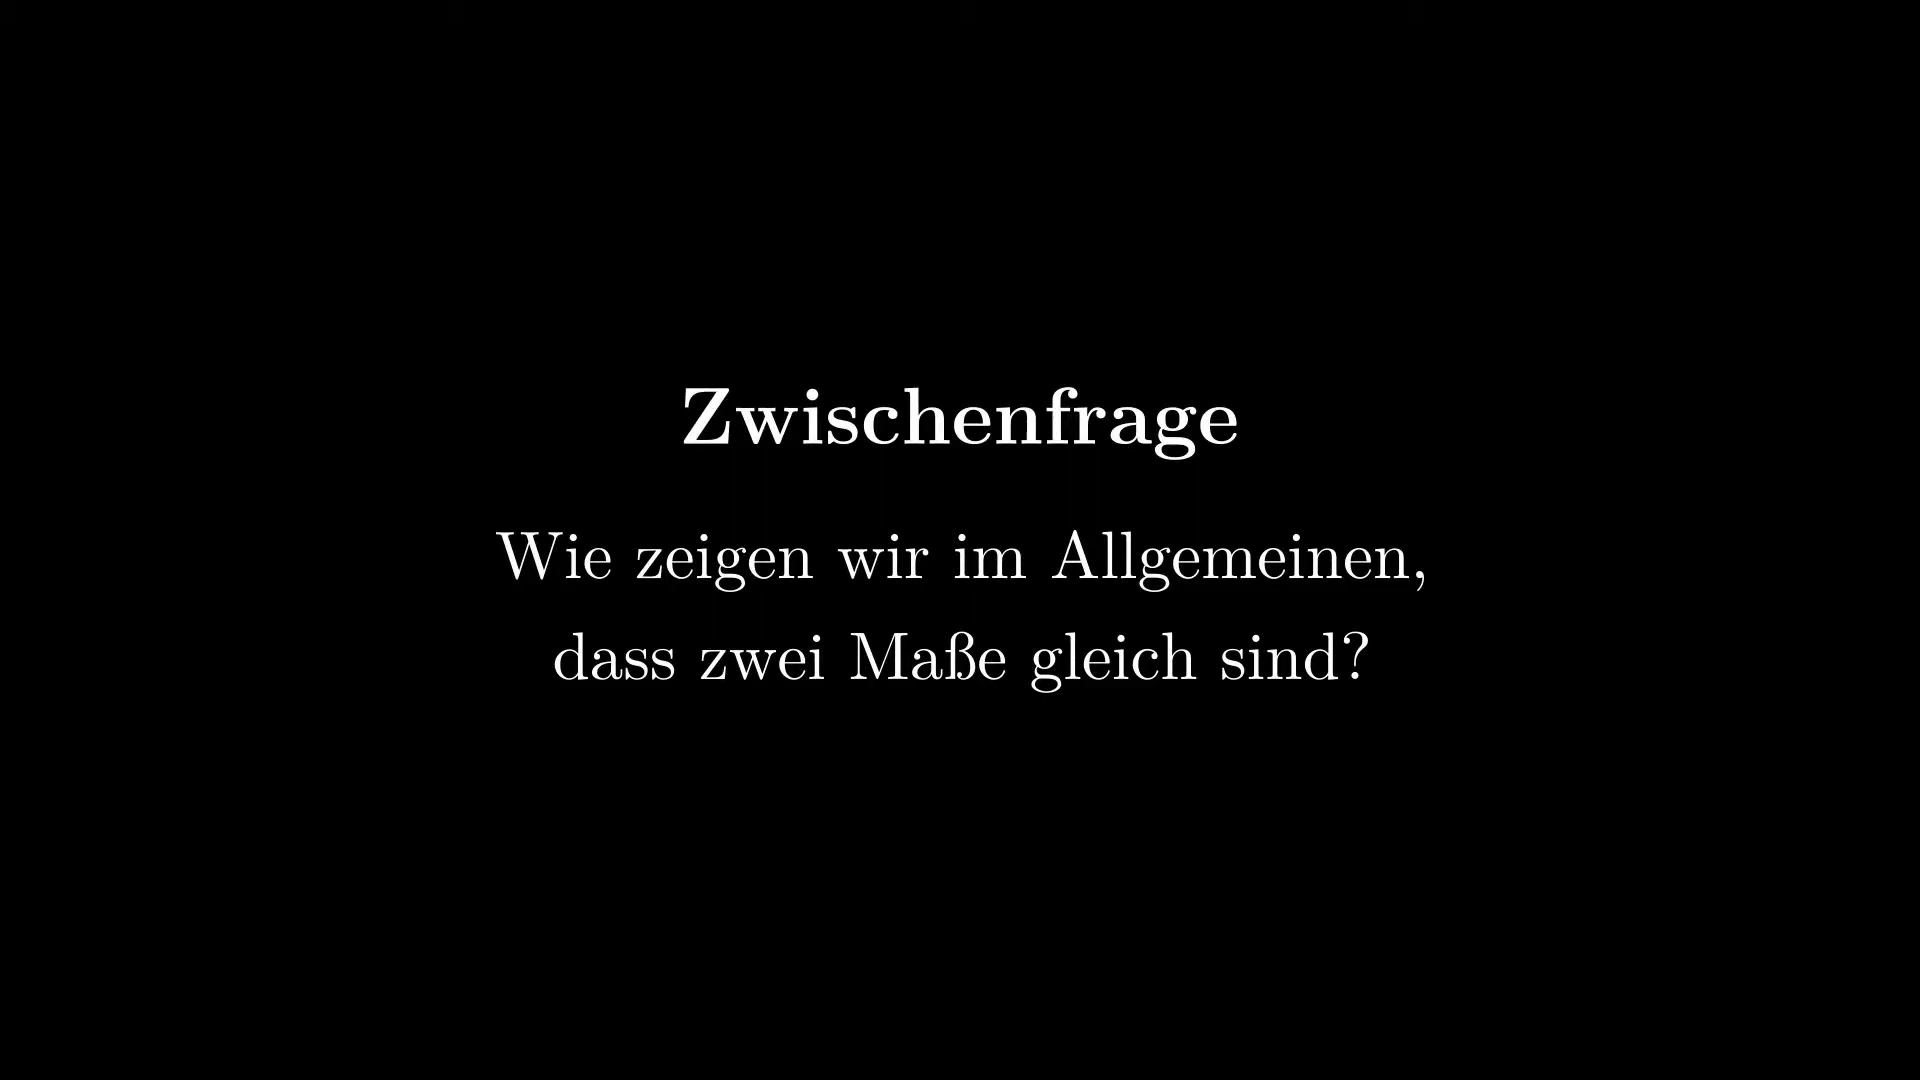 Zwischenfrage
Wie zeigen wir im Allgemeinen,
dass zwei Maße gleich sind?